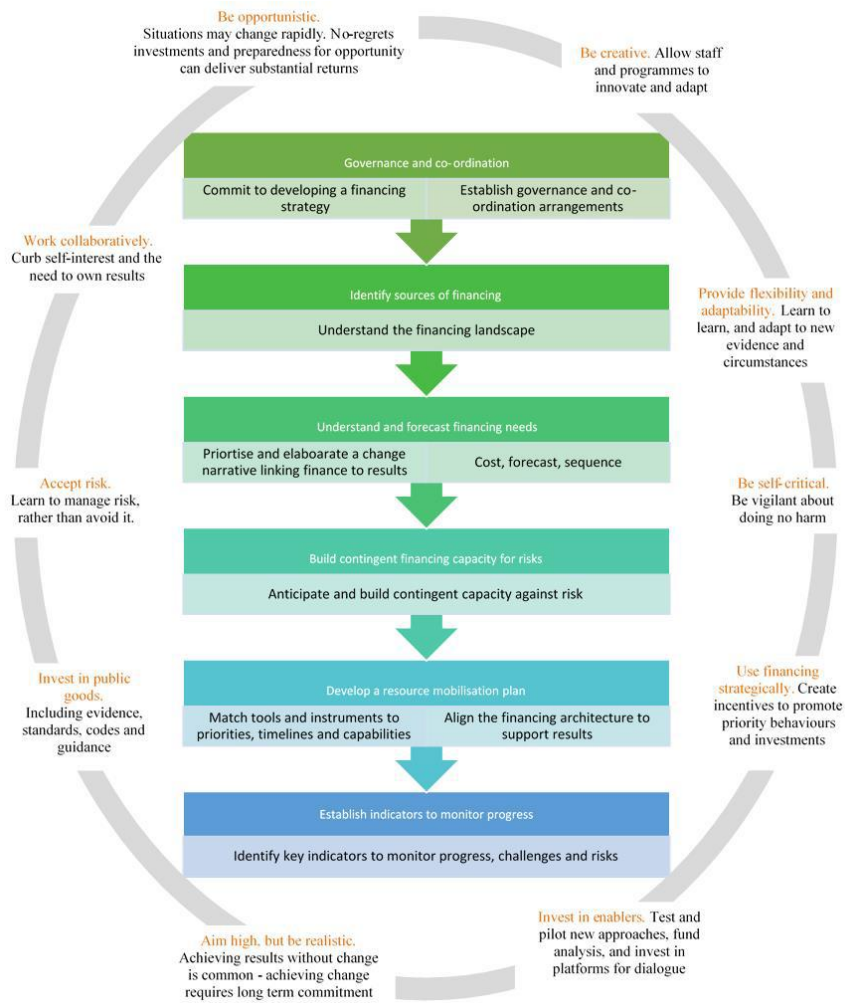 Be opportunistic.
Situations may change rapidly. No-regrets
investments and preparedness for opportunity
can deliver substantial returns
Be creative. Allow staff
and programmes to
innovate and adapt
Governance and co-ordination
Commit to developing a financing
strategy
Establish governance and co-
ordination arrangements
Work collaboratively.
Curb self-interest and the
need to own results
Identify sources of financing
Understand the financing landscape
Provide flexibility and
adaptability. Learn to
learn, and adapt to new
evidence and
circumstances
Understand and forecast financing needs
Priortise and elaboarate a change
narrative linking finance to results
Cost, forecast, sequence
Accept risk.
Learn to manage risk,
rather than avoid it.
Be self-critical.
Be vigilant about
doing no harm
Build contingent financing capacity for risks
Anticipate and build contingent capacity against risk
Invest in public
goods.
Including evidence,
standards, codes and
guidance
Develop a resource mobilisation plan
Match tools and instruments to
priorities, timelines and capabilities
Align the financing architecture to
support results
Use financing
strategically. Create
incentives to promote
priority behaviours
and investments
Establish indicators to monitor progress
Identify key indicators to monitor progress, challenges and risks
Aim high, but be realistic.
Achieving results without change
is common - achieving change
requires long term commitment
Invest in enablers. Test and
pilot new approaches, fund
analysis, and invest in
platforms for dialogue